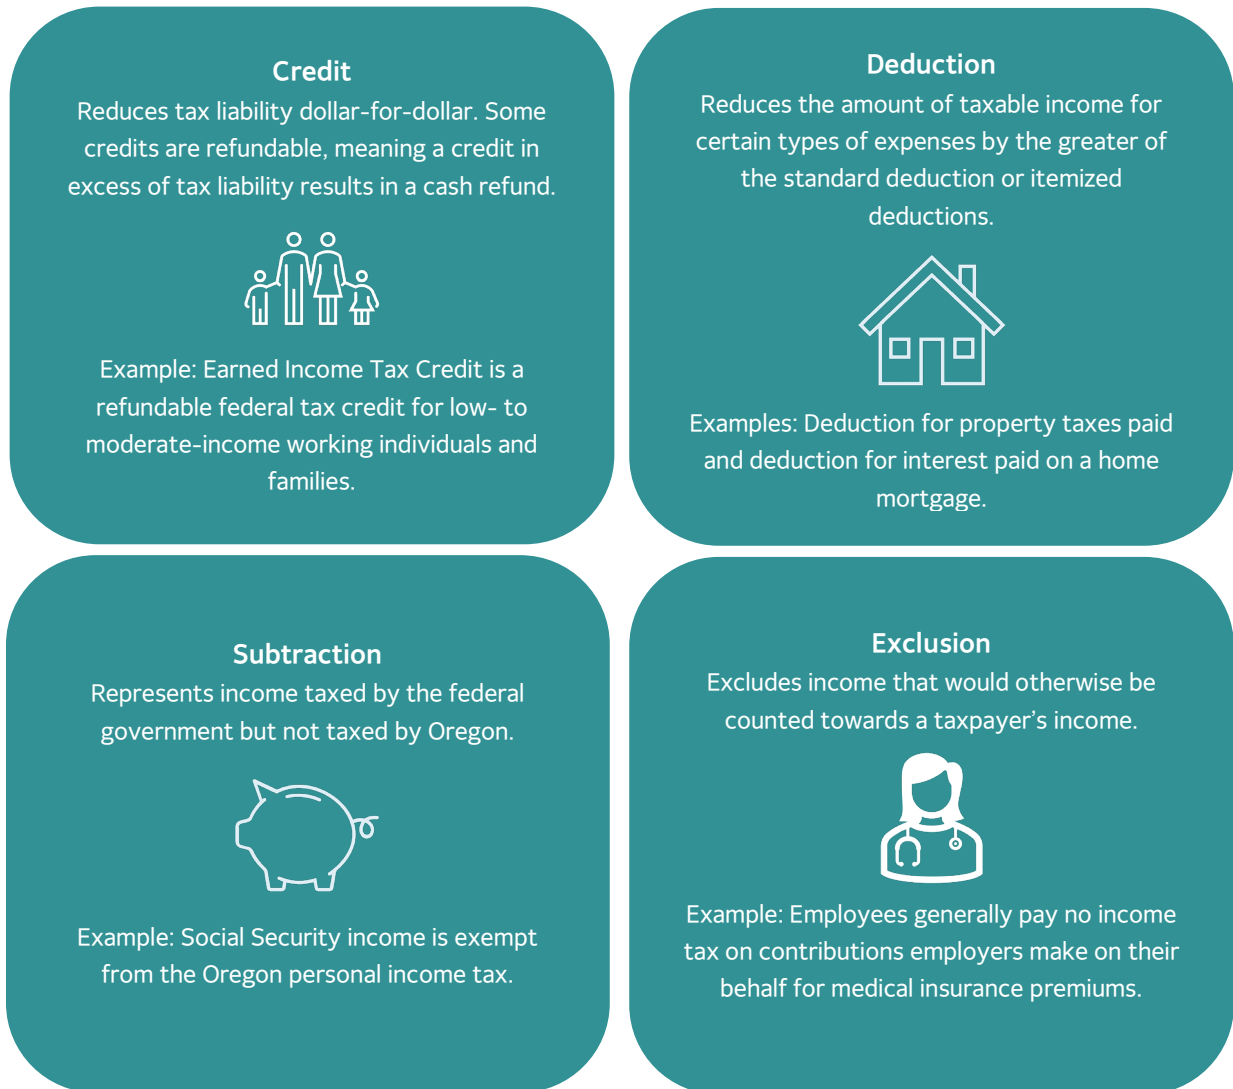 Credit
Reduces tax liability dollar-for-dollar. Some
credits are refundable, meaning a credit in
excess of tax liability results in a cash refund.
Example: Earned Income Tax Credit is a
refundable federal tax credit for low- to
moderate-income working individuals and
families.
Deduction
Reduces the amount of taxable income for
certain types of expenses by the greater of
the standard deduction or itemized
deductions.
Examples: Deduction for property taxes paid
and deduction for interest paid on a home
mortgage.
Subtraction
Represents income taxed by the federal
government but not taxed by Oregon.
Example: Social Security income is exempt
from the Oregon personal income tax.
Exclusion
Excludes income that would otherwise be
counted towards a taxpayer’s income.
Example: Employees generally pay no income
tax on contributions employers make on their
behalf for medical insurance premiums.